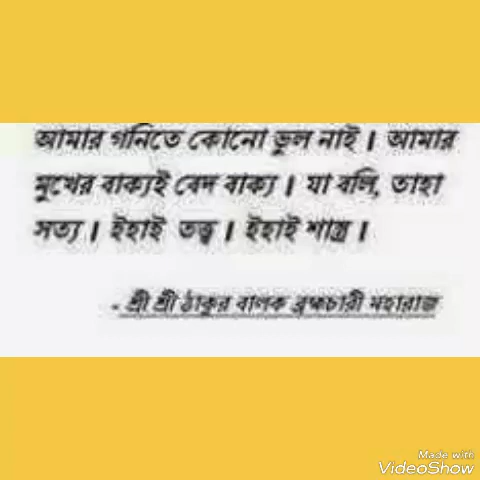 আমার গনিতে কোনো ভুল নাই । আমার
মুখের বাক্যই বেদ বাক্য । যা বলি, তাহা
সত্য । ইহাই তত্ত্ব । ইহাই শাস্ত্র ।
- শ্রী শ্রী ঠাকুর বালক ব্রহ্মচারী মহারাজ
Made with
VideoShow